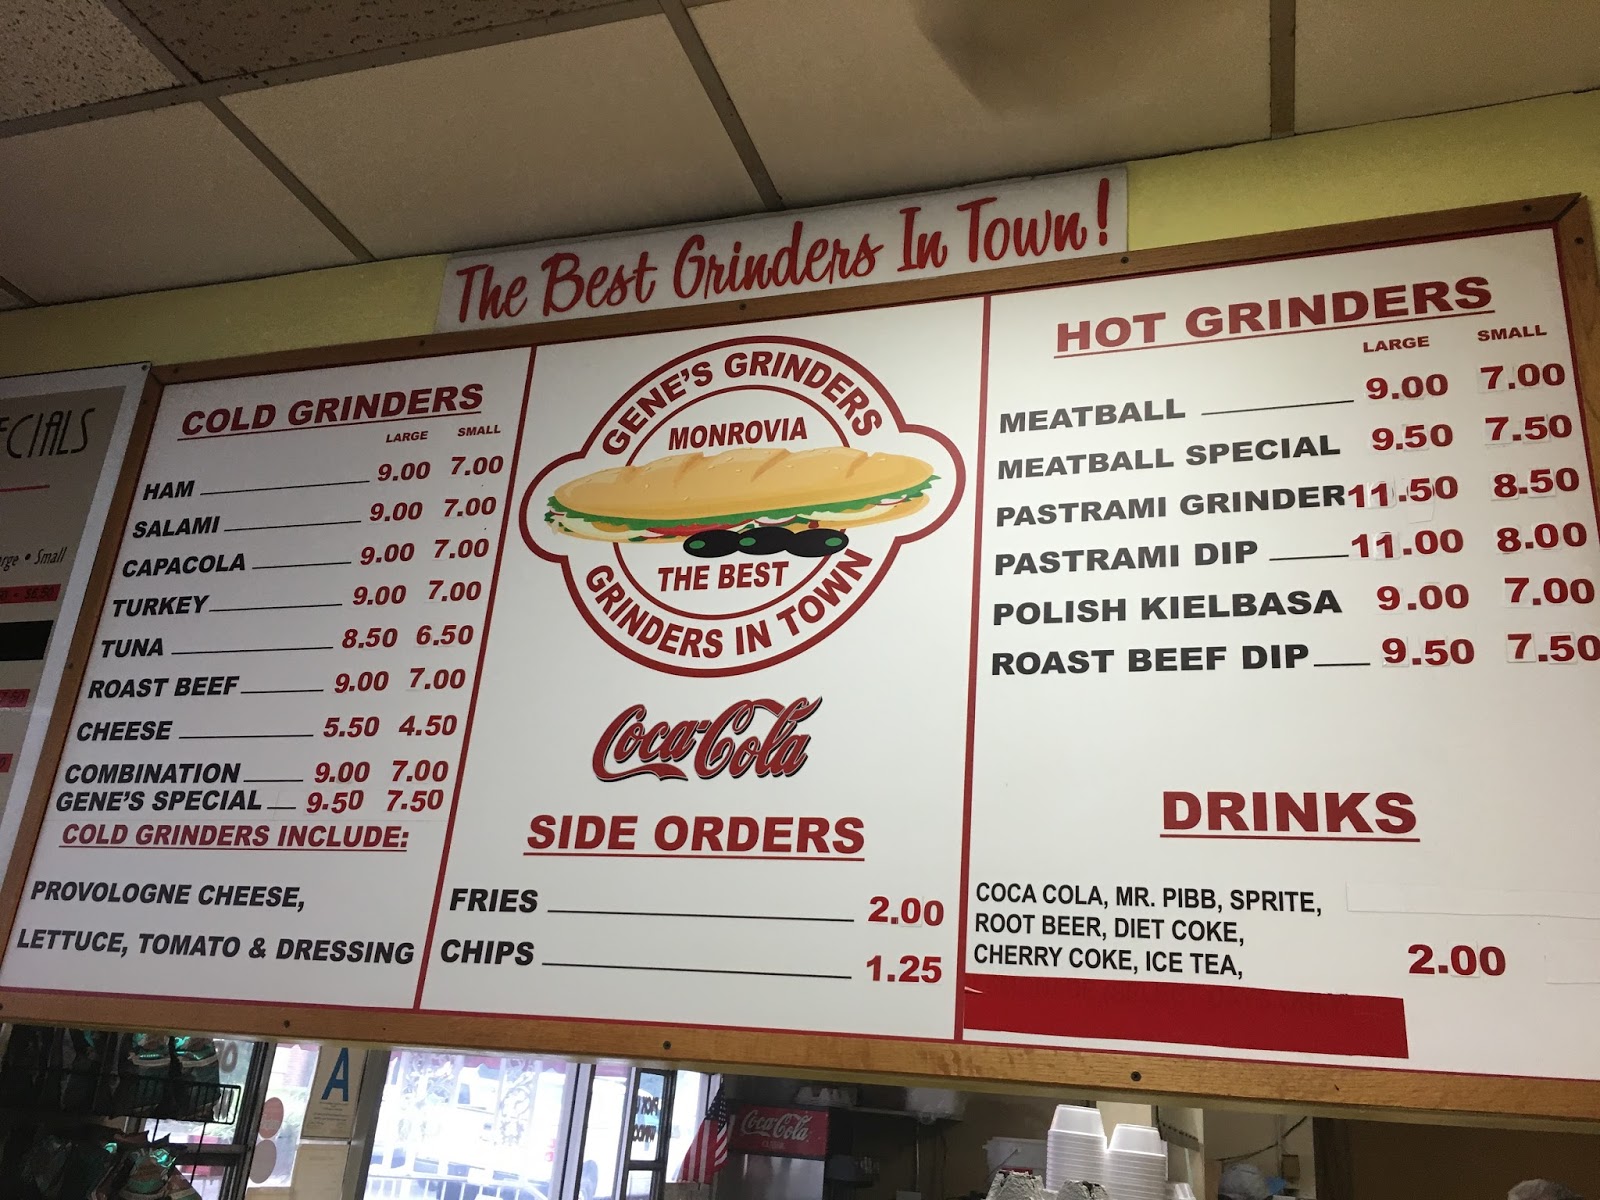 The Best Grinders In Town!
COLD GRINDERS
LARGE SMALL
HAM 9.00 7.00
SALAMI 9.00 7.00
CAPACOLA 9.00 7.00
TURKEY 9.00 7.00
TUNA 8.50 6.50
ROAST BEEF 9.00 7.00
CHEESE 5.50 4.50
COMBINATION 9.00 7.00
GENE'S SPECIAL 9.50 7.50
COLD GRINDERS INCLUDE:
PROVOLOGNE CHEESE,
LETTUCE, TOMATO & DRESSING
GENE'S GRINDERS
MONROVIA
THE BEST
GRINDERS IN TOWN
Coca-Cola
SIDE ORDERS
FRIES 2.00
CHIPS 1.25
HOT GRINDERS
LARGE SMALL
MEATBALL 9.00 7.00
MEATBALL SPECIAL 9.50 7.50
PASTRAMI GRINDER 11.50 8.50
PASTRAMI DIP 11.00 8.00
POLISH KIELBASA 9.00 7.00
ROAST BEEF DIP 9.50 7.50
DRINKS
COCA COLA, MR. PIBB, SPRITE,
ROOT BEER, DIET COKE,
CHERRY COKE, ICE TEA, 2.00
• Small
A
Coca-Cola